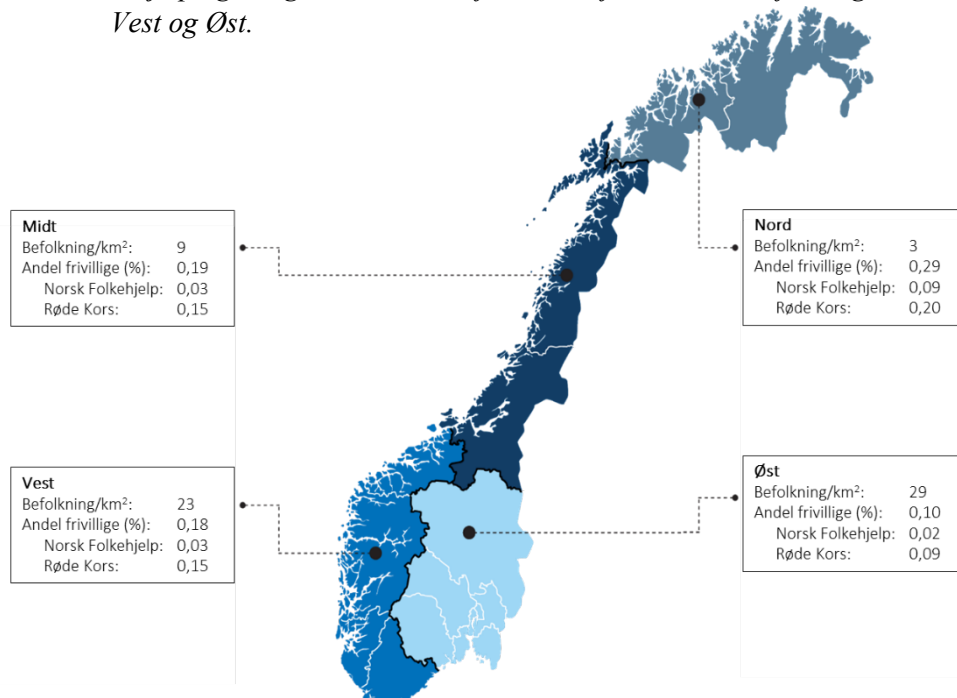 Vest og Øst.
Midt
Befolkning/km²: 9
Andel frivillige (%): 0,19
Norsk Folkehjelp: 0,03
Røde Kors: 0,15
Nord
Befolkning/km²: 3
Andel frivillige (%): 0,29
Norsk Folkehjelp: 0,09
Røde Kors: 0,20
Vest
Befolkning/km²: 23
Andel frivillige (%): 0,18
Norsk Folkehjelp: 0,03
Røde Kors: 0,15
Øst
Befolkning/km²: 29
Andel frivillige (%): 0,10
Norsk Folkehjelp: 0,02
Røde Kors: 0,09